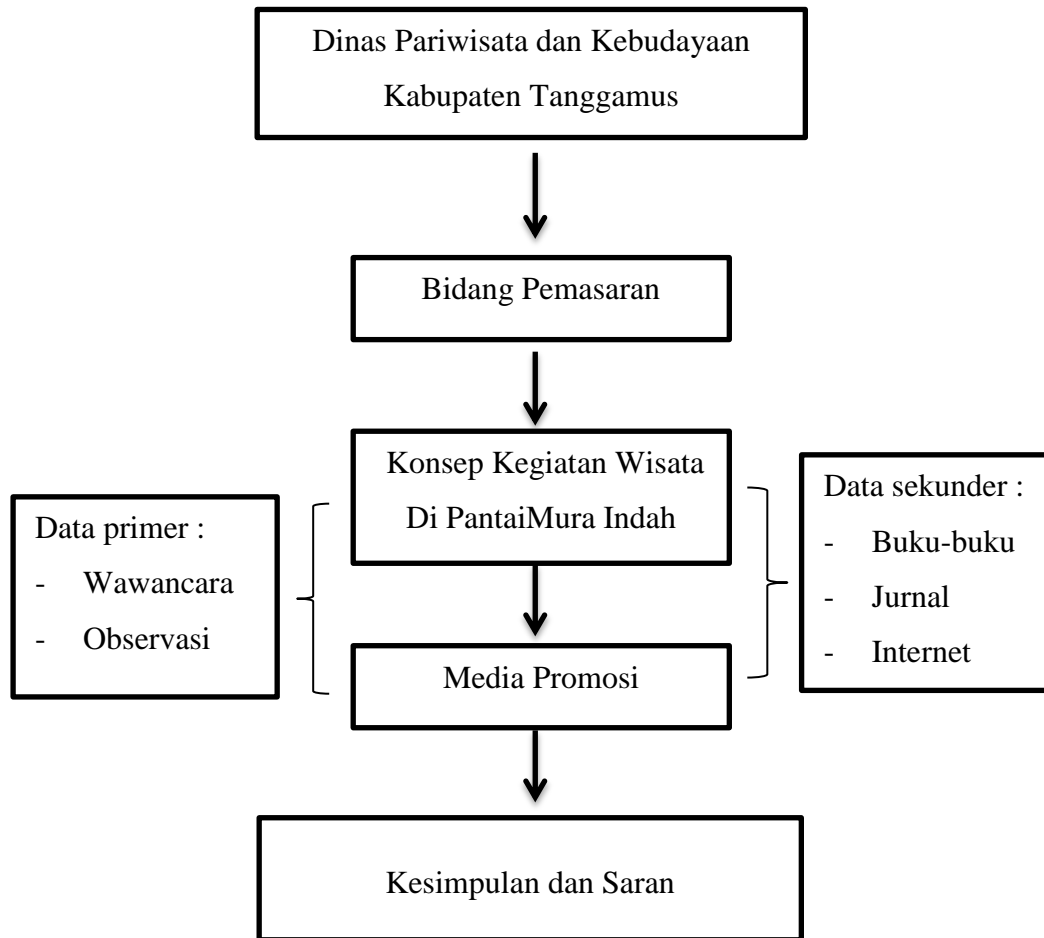 Dinas Pariwisata dan Kebudayaan
Kabupaten Tanggamus
Bidang Pemasaran
Konsep Kegiatan Wisata
Di PantaiMura Indah
Data primer :
- Wawancara
- Observasi
Data sekunder :
- Buku-buku
- Jurnal
- Internet
Media Promosi
Kesimpulan dan Saran